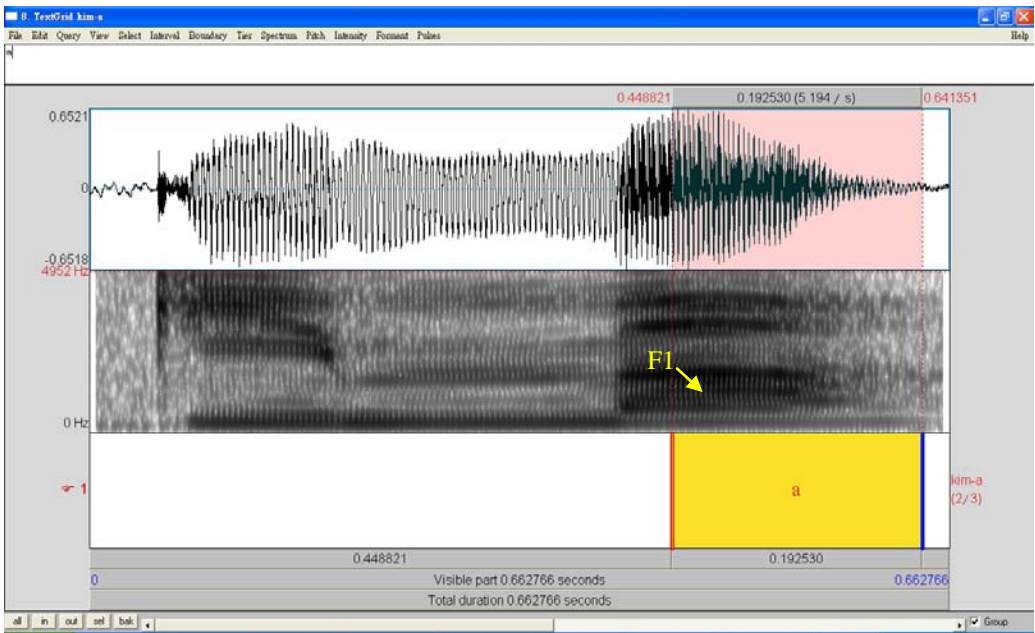 8. TextGrid kim-a
File Edit Query View Select Interval Boundary Tier Spectrum Pitch Intensity Formant Pulses Help
a
0.448821 0.192530 (5.194 / s) 0.641351
0.6521
0
-0.6518
4952 Hz
F1
0 Hz
1
a
kim-a
(2/3)
0.448821 0.192530
0 Visible part 0.662766 seconds 0.662766
Total duration 0.662766 seconds
all in out sel bak Group